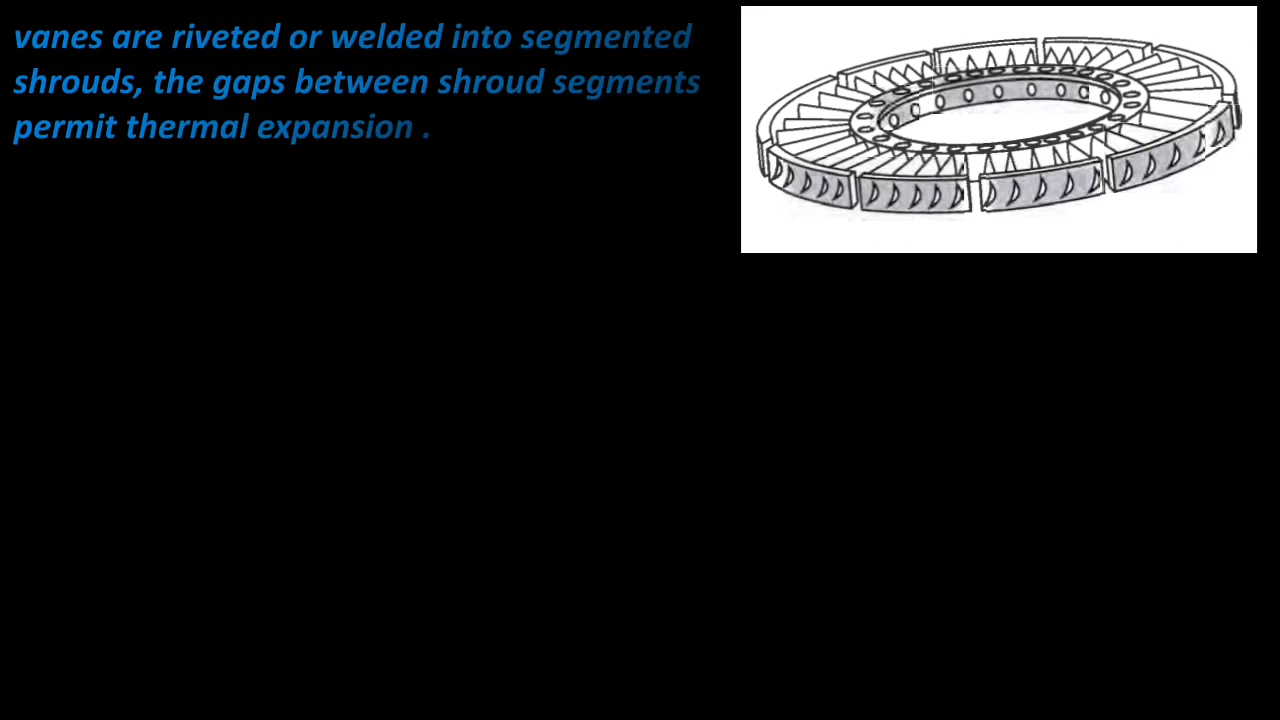 vanes are riveted or welded into segmented
shrouds, the gaps between shroud segments
permit thermal expansion .